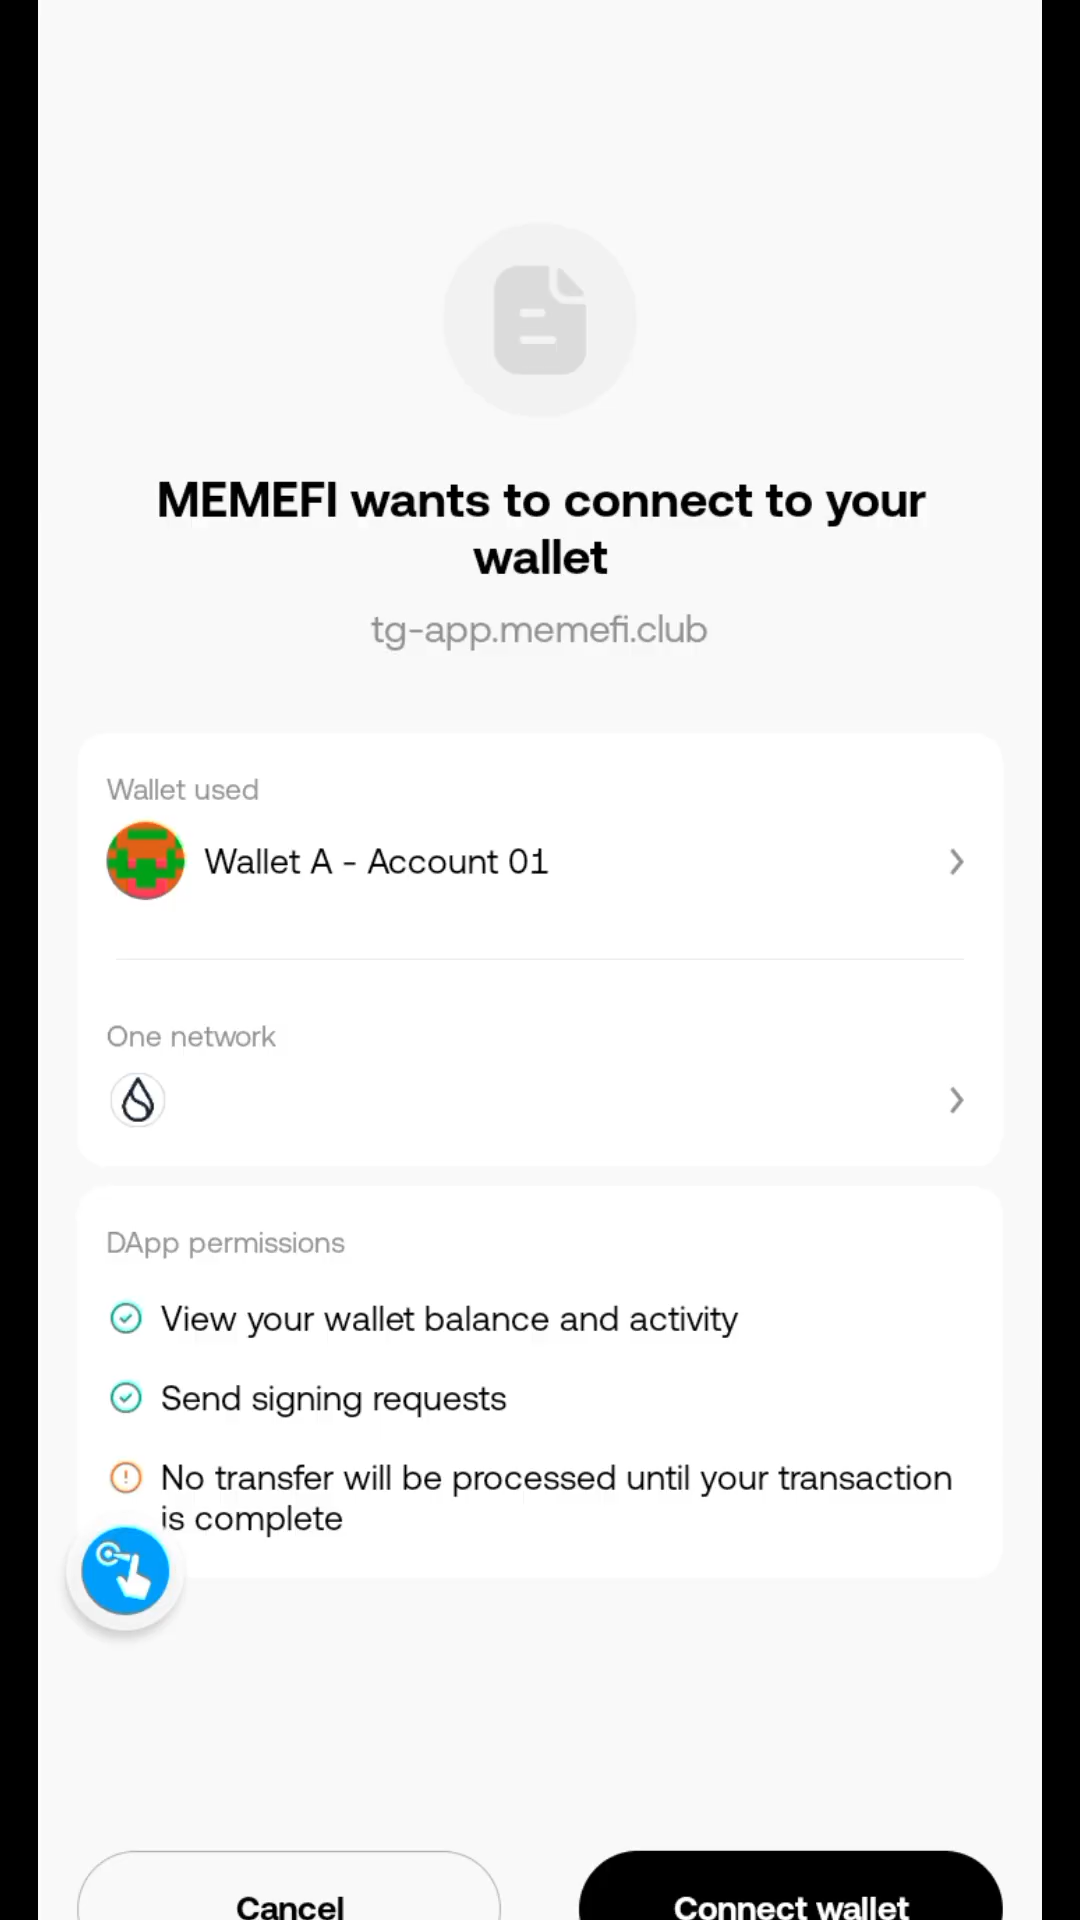 MEMEFI wants to connect to your
wallet
tg-app.memefi.club
Wallet used
Wallet A - Account 01
One network
DApp permissions
View your wallet balance and activity
Send signing requests
No transfer will be processed until your transaction
is complete
Cancel
Connect wallet